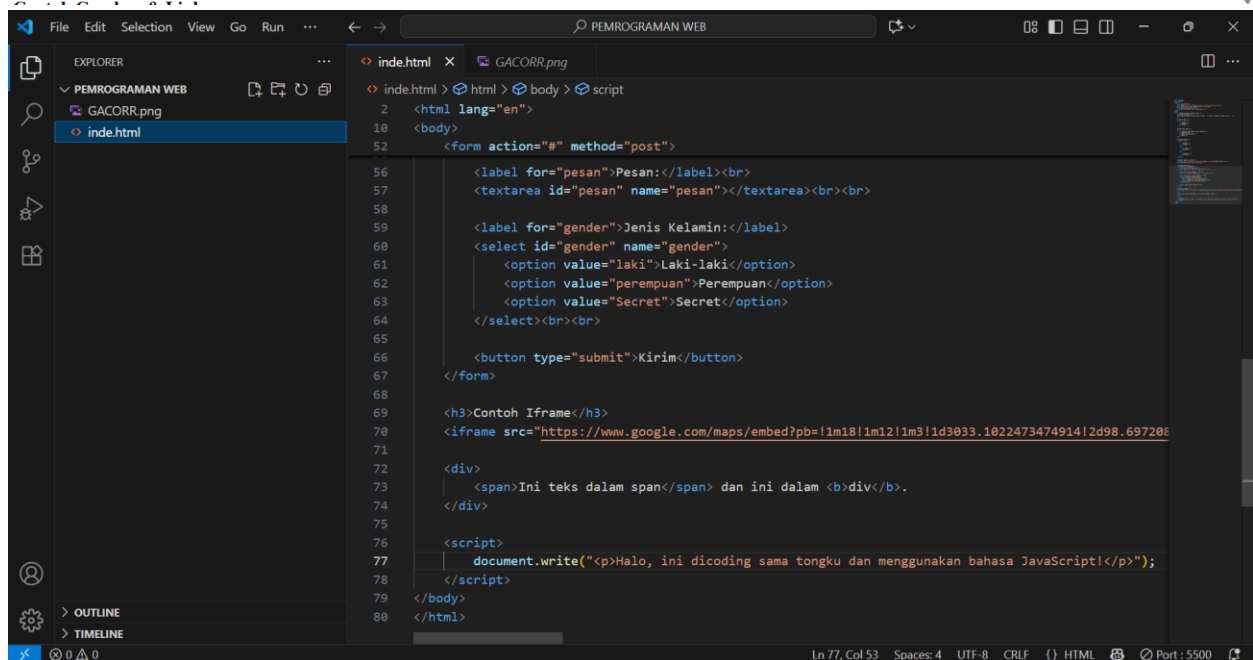 File Edit Selection View Go Run ··· PEMROGRAMAN WEB
EXPLORER ···
PEMROGRAMAN WEB
GACORR.png
inde.html
OUTLINE
TIMELINE
inde.html GACORR.png
inde.html > html > body > script
2 <html lang="en">
10 <body>
52 <form action="#" method="post">
56 <label for="pesan">Pesan:</label><br>
57 <textarea id="pesan" name="pesan"></textarea><br><br>
58
59 <label for="gender">Jenis Kelamin:</label>
60 <select id="gender" name="gender">
61 <option value="laki">Laki-laki</option>
62 <option value="perempuan">Perempuan</option>
63 <option value="Secret">Secret</option>
64 </select><br><br>
65
66 <button type="submit">Kirim</button>
67 </form>
68
69 <h3>Contoh Iframe</h3>
70 <iframe src="https://www.google.com/maps/embed?pb=!1m18!1m12!1m3!1d3033.1022473474914!2d98.697208
71
72 <div>
73 <span>Ini teks dalam span</span> dan ini dalam <b>div</b>.
74 </div>
75
76 <script>
77 document.write("<p>Halo, ini dicoding sama tongku dan menggunakan bahasa JavaScript!</p>");
78 </script>
79 </body>
80 </html>
0 0 Ln 77, Col 53 Spaces: 4 UTF-8 CRLF {} HTML Port : 5500